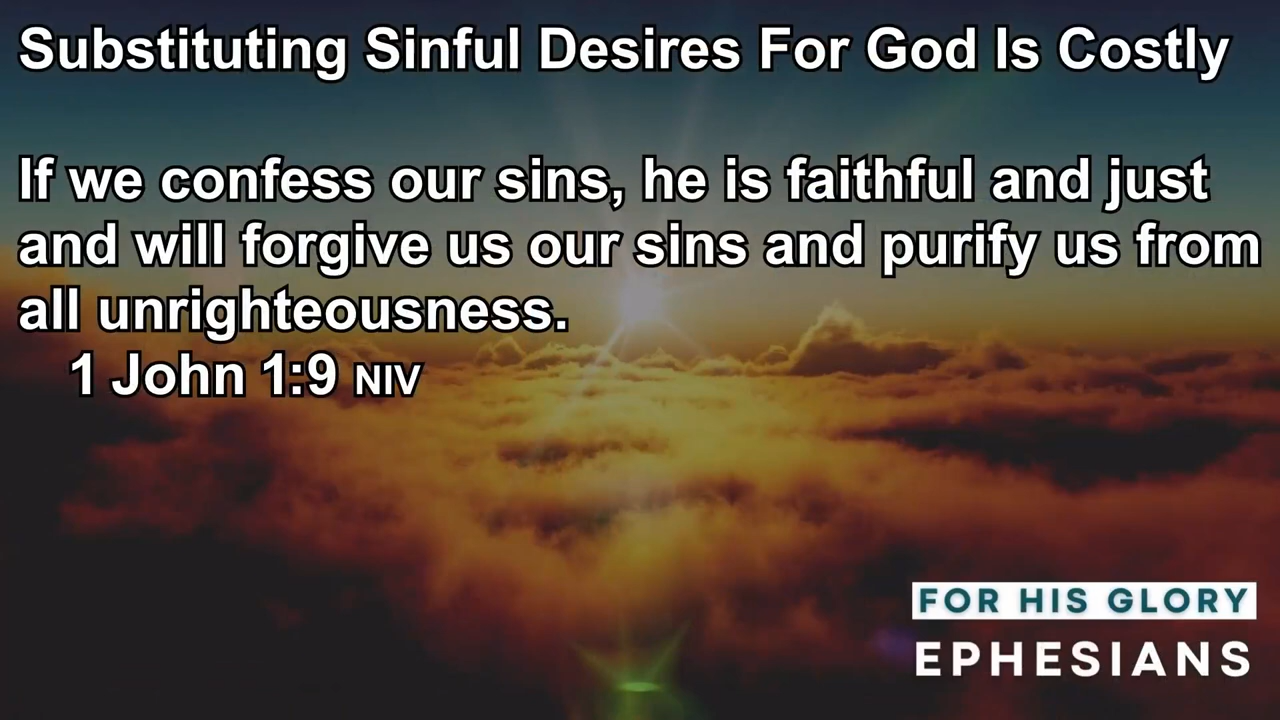 Substituting Sinful Desires For God Is Costly
If we confess our sins, he is faithful and just
and will forgive us our sins and purify us from
all unrighteousness.
1 John 1:9 NIV
FOR HIS GLORY
EPHESIANS